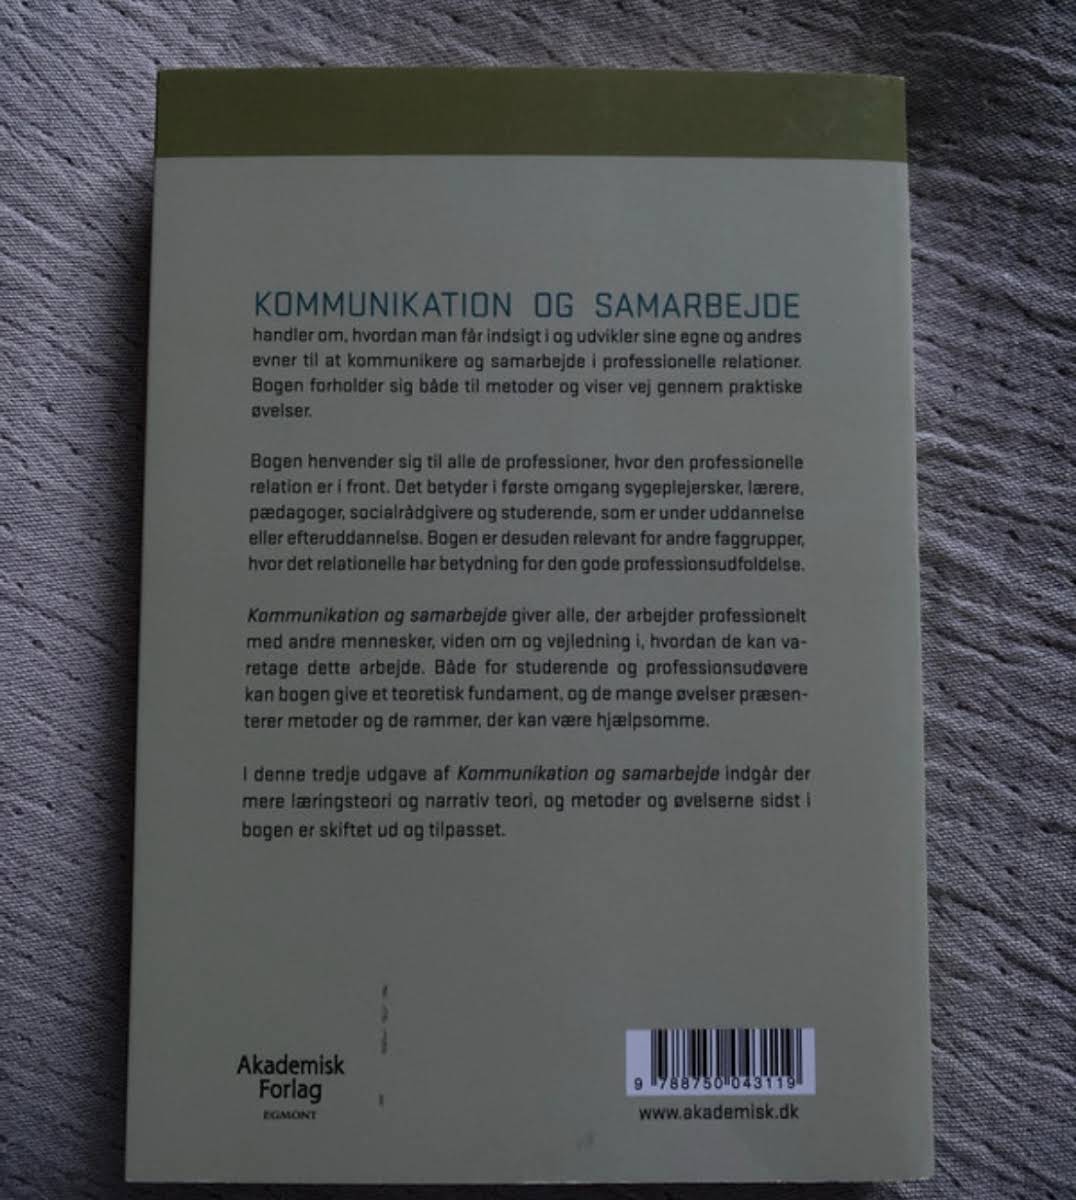 KOMMUNIKATION OG SAMARBEJDE
handler om, hvordan man får indsigt i og udvikler sine egne og andres
evner til at kommunikere og samarbejde i professionelle relationer.
Bogen forholder sig både til metoder og viser vej gennem praktiske
øvelser.
Bogen henvender sig til alle de professioner, hvor den professionelle
relation er i front. Det betyder i første omgang sygeplejersker, lærere,
pædagoger, socialrådgivere og studerende, som er under uddannelse
eller efteruddannelse. Bogen er desuden relevant for andre faggrupper,
hvor det relationelle har betydning for den gode professionsudfoldelse.
Kommunikation og samarbejde giver alle, der arbejder professionelt
med andre mennesker, viden om og vejledning i, hvordan de kan va-
retage dette arbejde. Både for studerende og professionsudøvere
kan bogen give et teoretisk fundament, og de mange øvelser præsen-
terer metoder og de rammer, der kan være hjælpsomme.
I denne tredje udgave af Kommunikation og samarbejde indgår der
mere læringsteori og narrativ teori, og metoder og øvelserne sidst i
bogen er skiftet ud og tilpasset.
Akademisk
Forlag
EGMONT
9 788750 043119
www.akademisk.dk